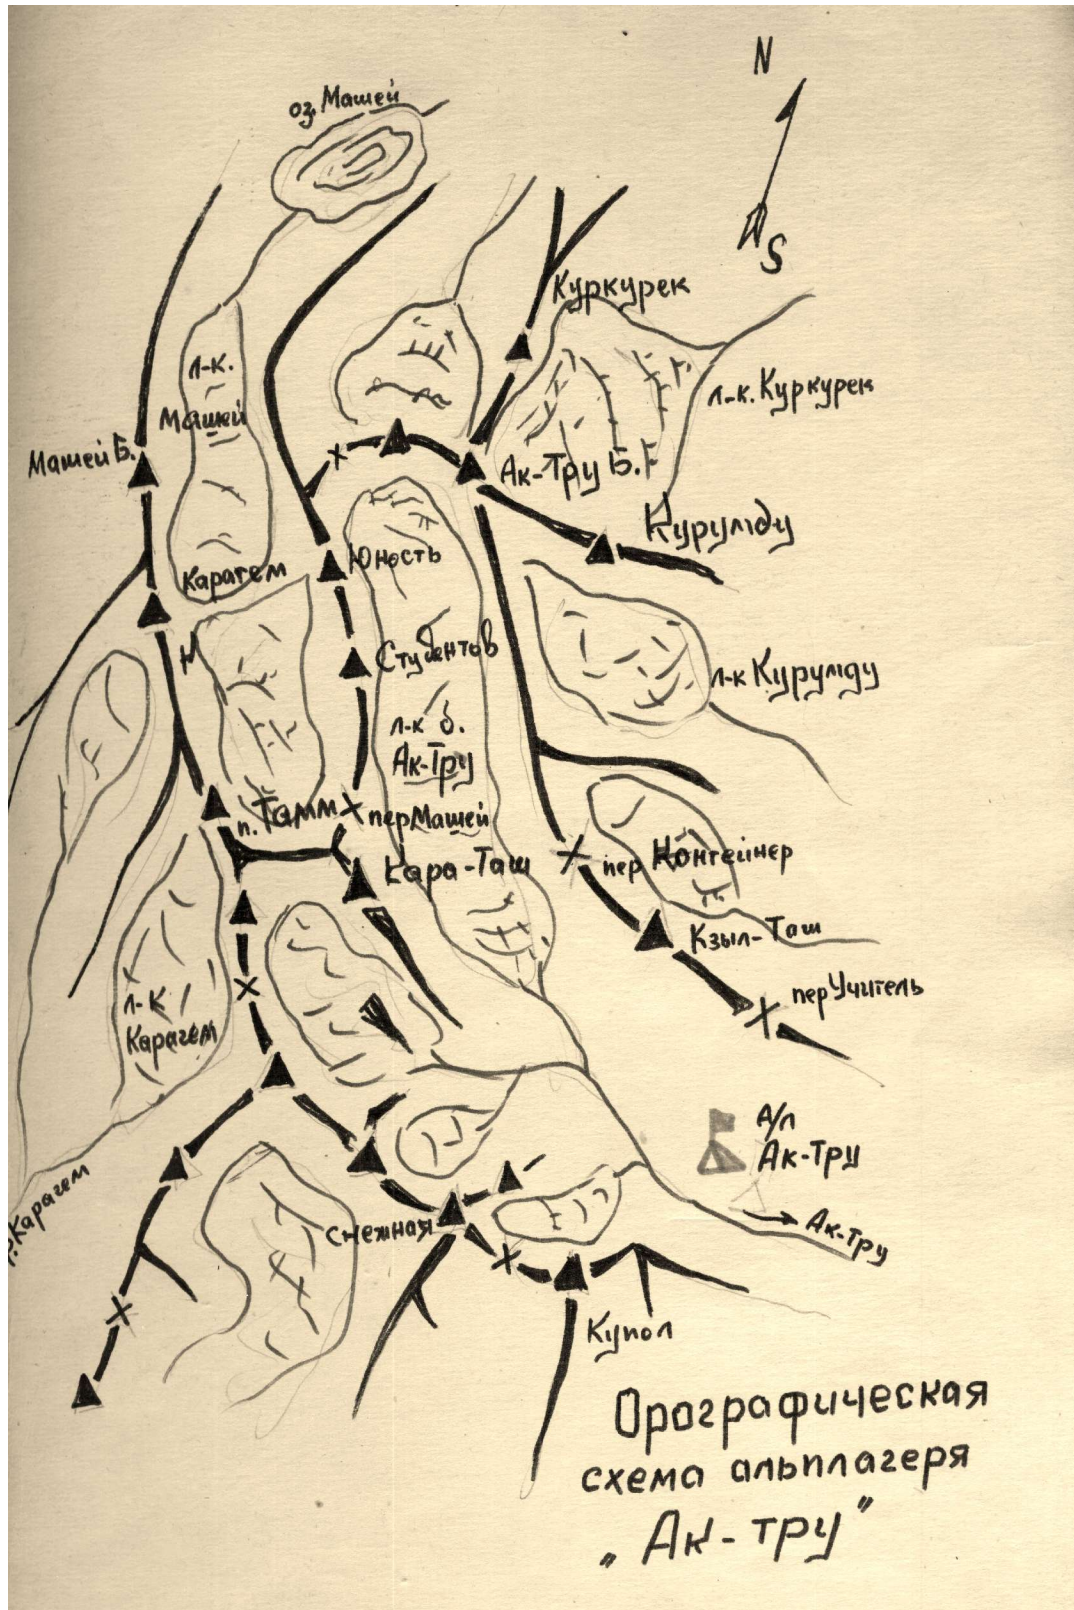 N
оз. Машей
S
Куркурек
л-к.
Машей
л-к. Куркурек
Машей Б.
Ак-Тру Б.
Курумду
Юность
Карагем
Студентов
л-к Курумду
л-к б.
Ак-Тру
п. Тамм
пер Машей
пер Контейнер
Кара-Таш
Кзыл-Таш
пер Учитель
л-к
Карагем
А/л
Ак-Тру
р. Карагем
Снежная
Ак-тру
Купол
Орографическая
схема альплагеря
„Ак-тру"